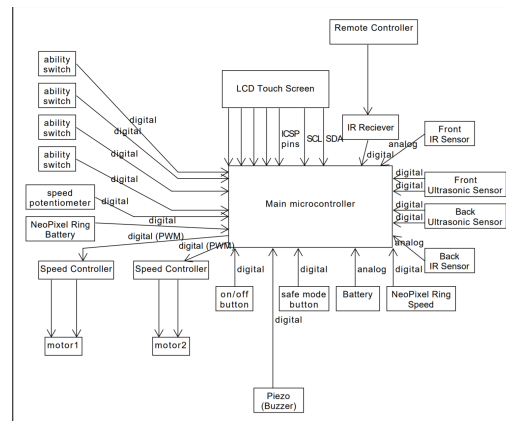 Remote Controller
ability
switch
LCD Touch Screen
ability
switch
digital
digital
ability
switch
ICSP
pins
SCL
SDA
IR Reciever
Front
IR Sensor
analog
digital
digital
ability
switch
digital
digital
digital
Front
Ultrasonic Sensor
speed
potentiometer
digital
Main microcontroller
digital
digital
Back
Ultrasonic Sensor
NeoPixel Ring
Battery
digital
digital (PWM)
digital (PWM)
analog
Back
IR Sensor
Speed Controller
Speed Controller
digital
digital
analog
digital
on/off
button
safe mode
button
Battery
NeoPixel Ring
Speed
digital
motor1
motor2
Piezo
(Buzzer)